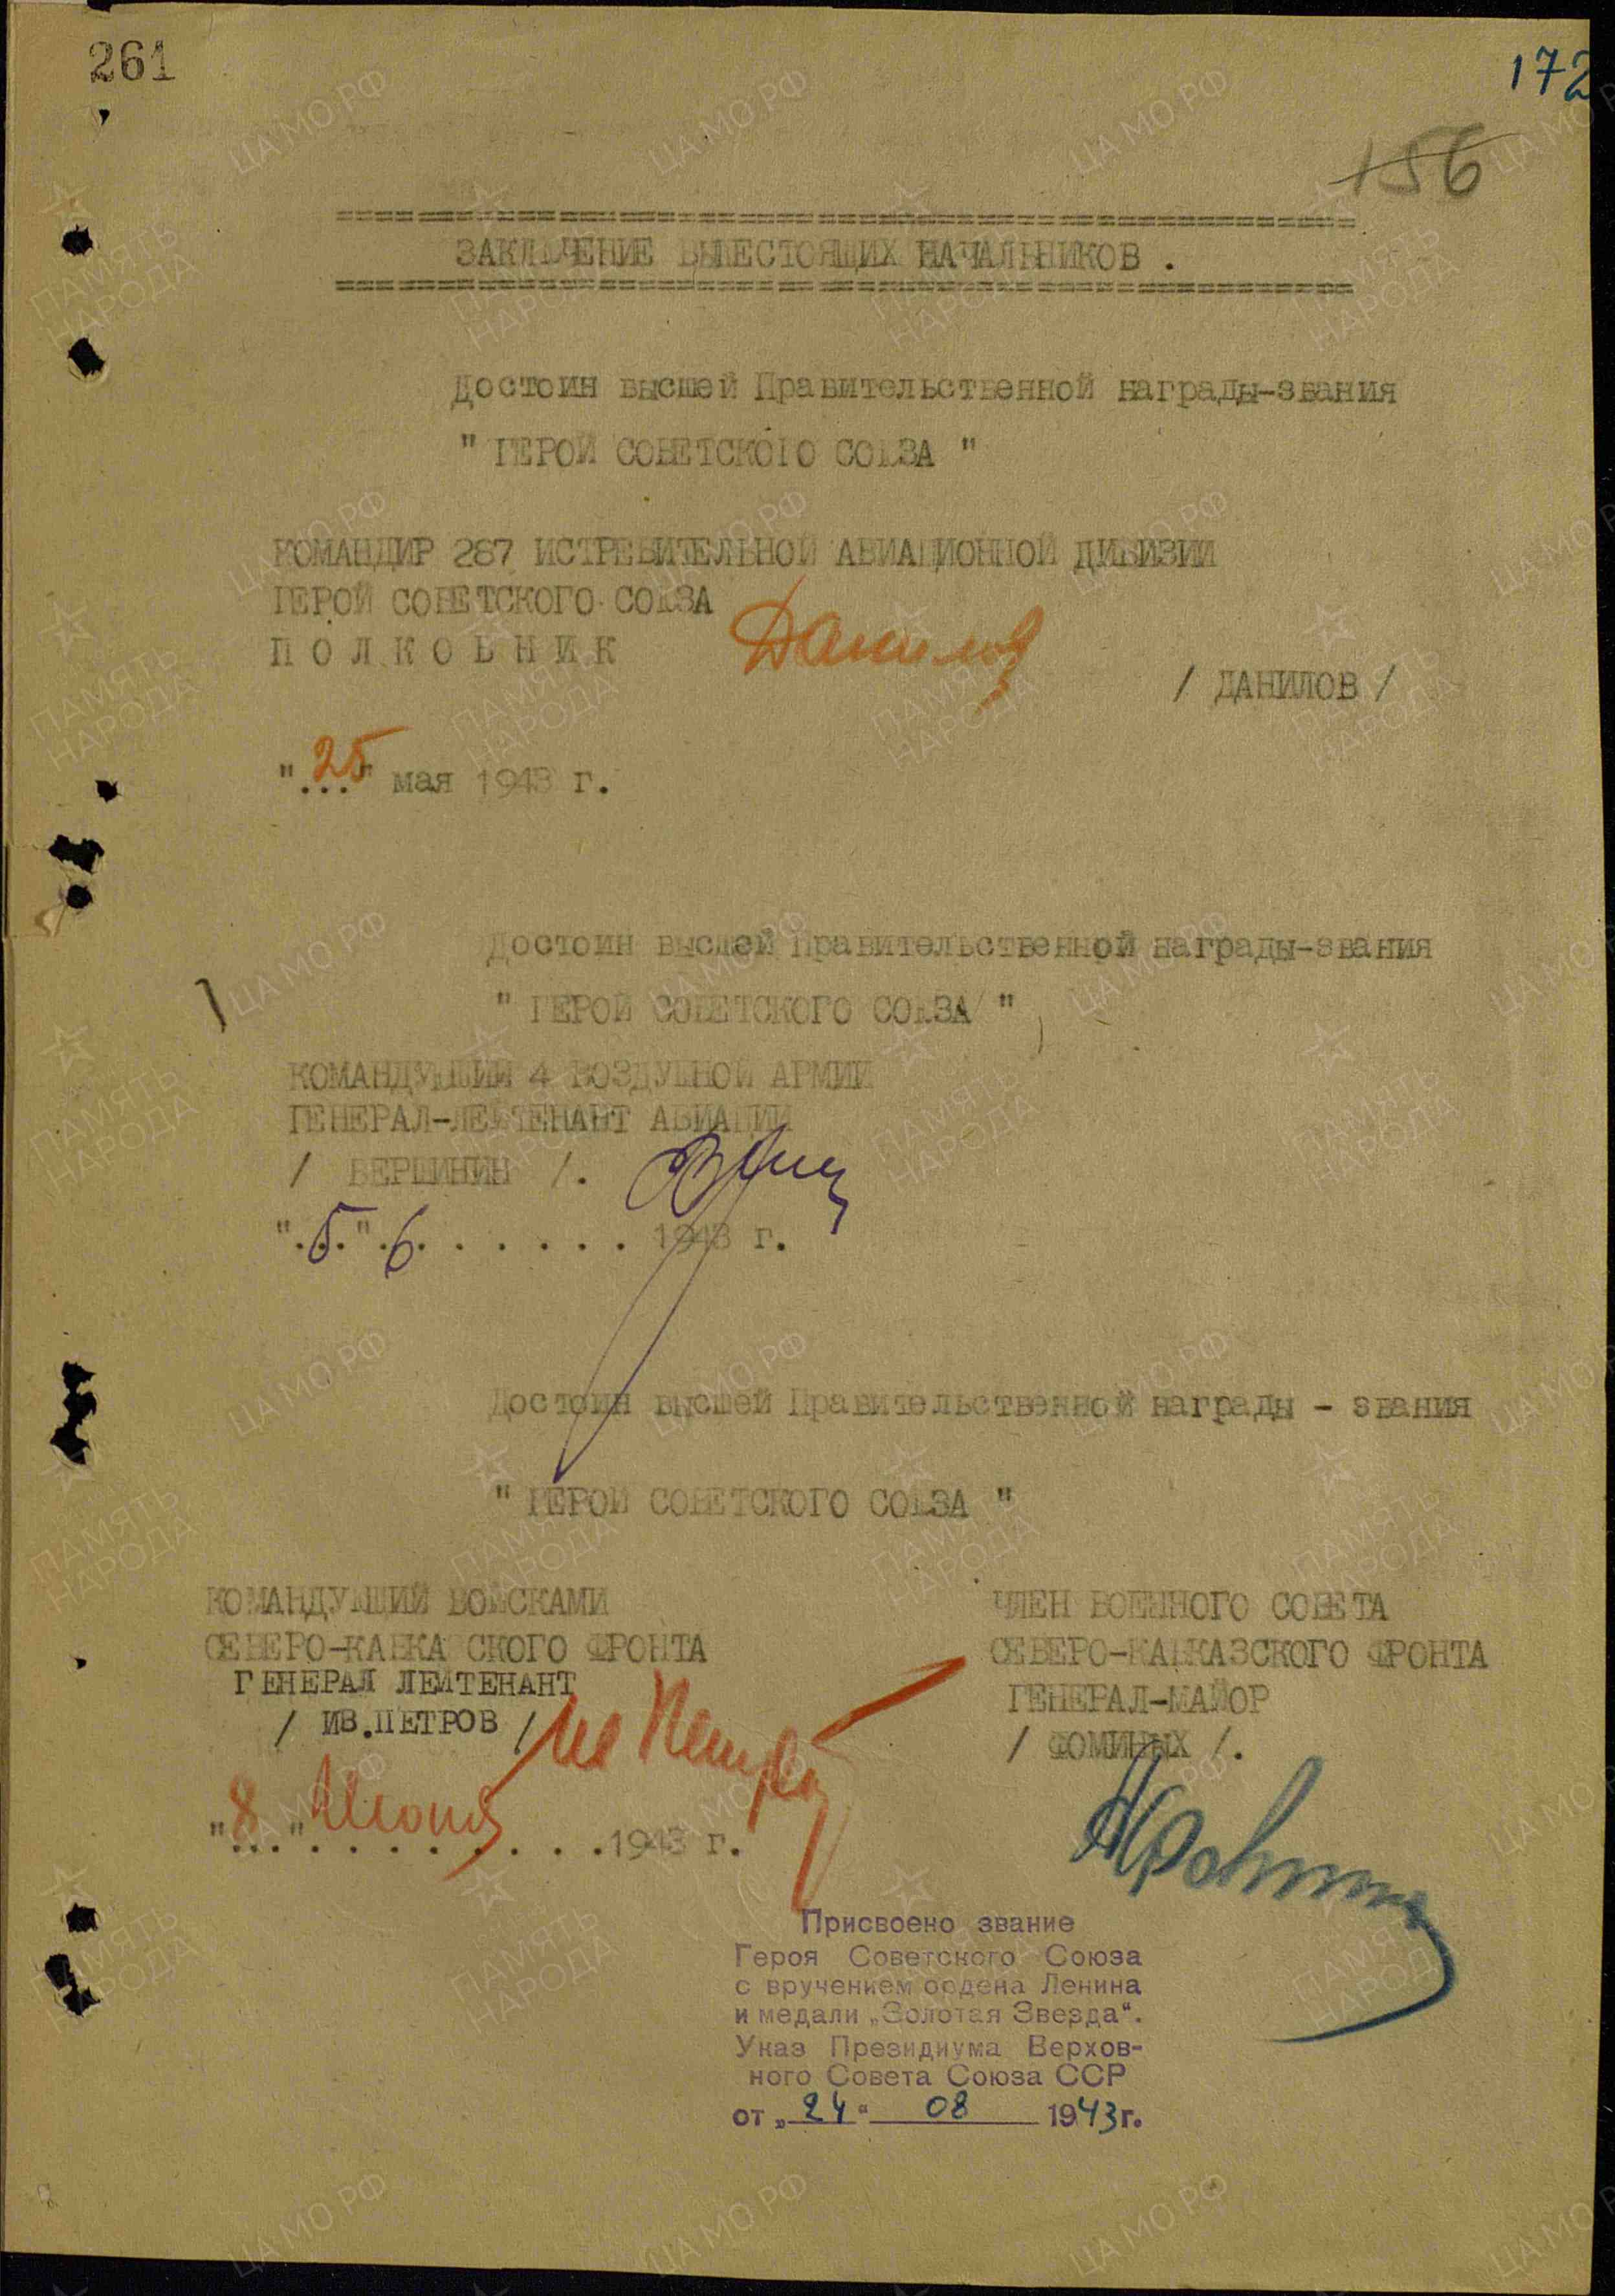 261
172
156
ЗАКЛЮЧЕНИЕ ВЫШЕСТОЯЩИХ НАЧАЛЬНИКОВ .
Достоин высшей Правительственной награды-звания
" ГЕРОЙ СОВЕТСКОГО СОЮЗА "
КОМАНДИР 287 ИСТРЕБИТЕЛЬНОЙ АВИАЦИОННОЙ ДИВИЗИИ
ГЕРОЙ СОВЕТСКОГО СОЮЗА
П О Л К О В Н И К
Данилов
/ ДАНИЛОВ /
"25" мая 1943 г.
Достоин высшей Правительственной награды-звания
" ГЕРОЙ СОВЕТСКОГО СОЮЗА "
КОМАНДУЮЩИЙ 4 ВОЗДУШНОЙ АРМИИ
ГЕНЕРАЛ-ЛЕЙТЕНАНТ АВИАЦИИ
/ ВЕРШИНИН /.
".5.".6. . . . . . 1943 г.
Достоин высшей Правительственной награды - звания
" ГЕРОЙ СОВЕТСКОГО СОЮЗА "
КОМАНДУЮЩИЙ ВОЙСКАМИ
СЕВЕРО-КАВКА СКОГО ФРОНТА
ГЕНЕРАЛ ЛЕЙТЕНАНТ
/ ИВ.ПЕТРОВ /
Ив Петров
"8" Июня . . . . .1943 г.
ЧЛЕН ВОЕННОГО СОВЕТА
СЕВЕРО-КАВКАЗСКОГО ФРОНТА
ГЕНЕРАЛ-МАЙОР
/ ФОМИНЫХ /.
Присвоено звание
Героя Советского Союза
с вручением ордена Ленина
и медали „Золотая Звезда“.
Указ Президиума Верхов-
ного Совета Союза ССР
от „24“ 08 1943г.